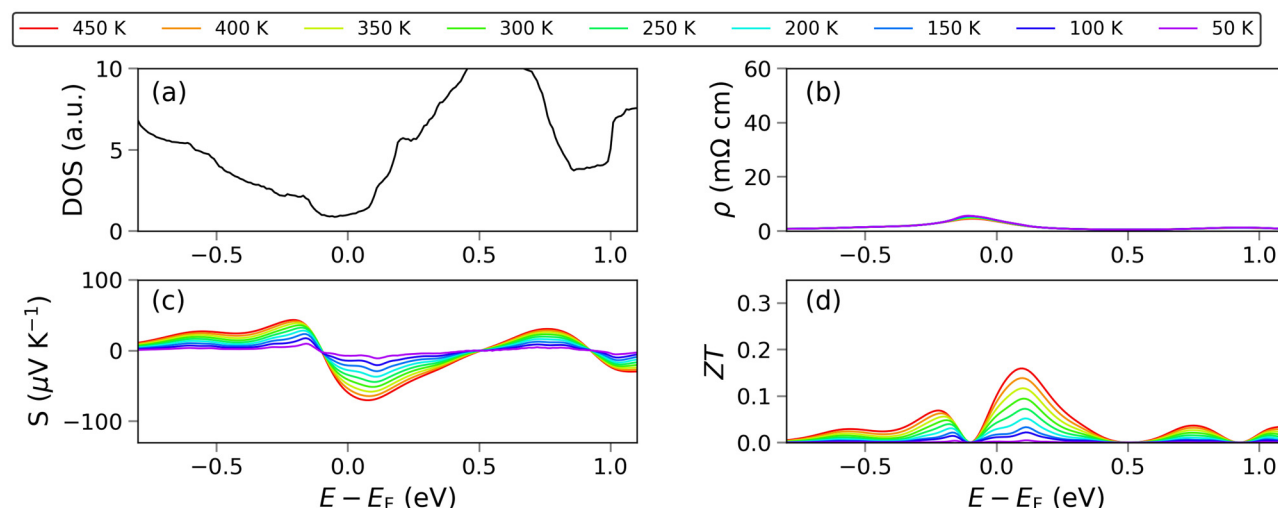 450 K 400 K 350 K 300 K 250 K 200 K 150 K 100 K 50 K
(a)
DOS (a.u.)
10
5
0
−0.5 0.0 0.5 1.0
(b)
ρ (mΩ cm)
60
40
20
0
−0.5 0.0 0.5 1.0
(c)
S (μV K⁻¹)
100
0
−100
−0.5 0.0 0.5 1.0
E − E_F (eV)
(d)
ZT
0.3
0.2
0.1
0.0
−0.5 0.0 0.5 1.0
E − E_F (eV)